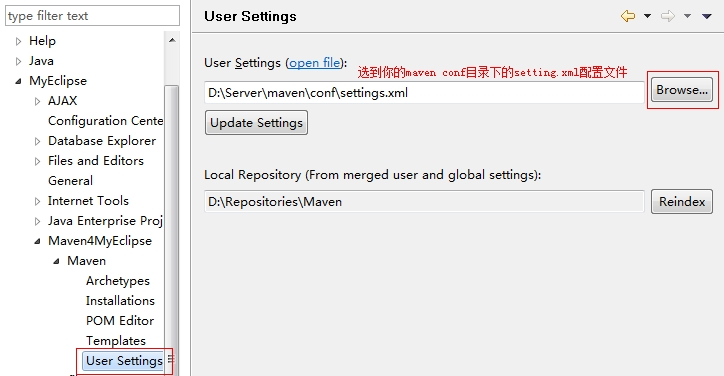 type filter text
Help
Java
MyEclipse
AJAX
Configuration Cente
Database Explorer
Files and Editors
General
Internet Tools
Java Enterprise Proj
Maven4MyEclipse
Maven
Archetypes
Installations
POM Editor
Templates
User Settings
User Settings
User Settings (open file):
选到你的maven conf目录下的setting.xml配置文件
D:\Server\maven\conf\settings.xml
Browse...
Update Settings
Local Repository (From merged user and global settings):
D:\Repositories\Maven
Reindex